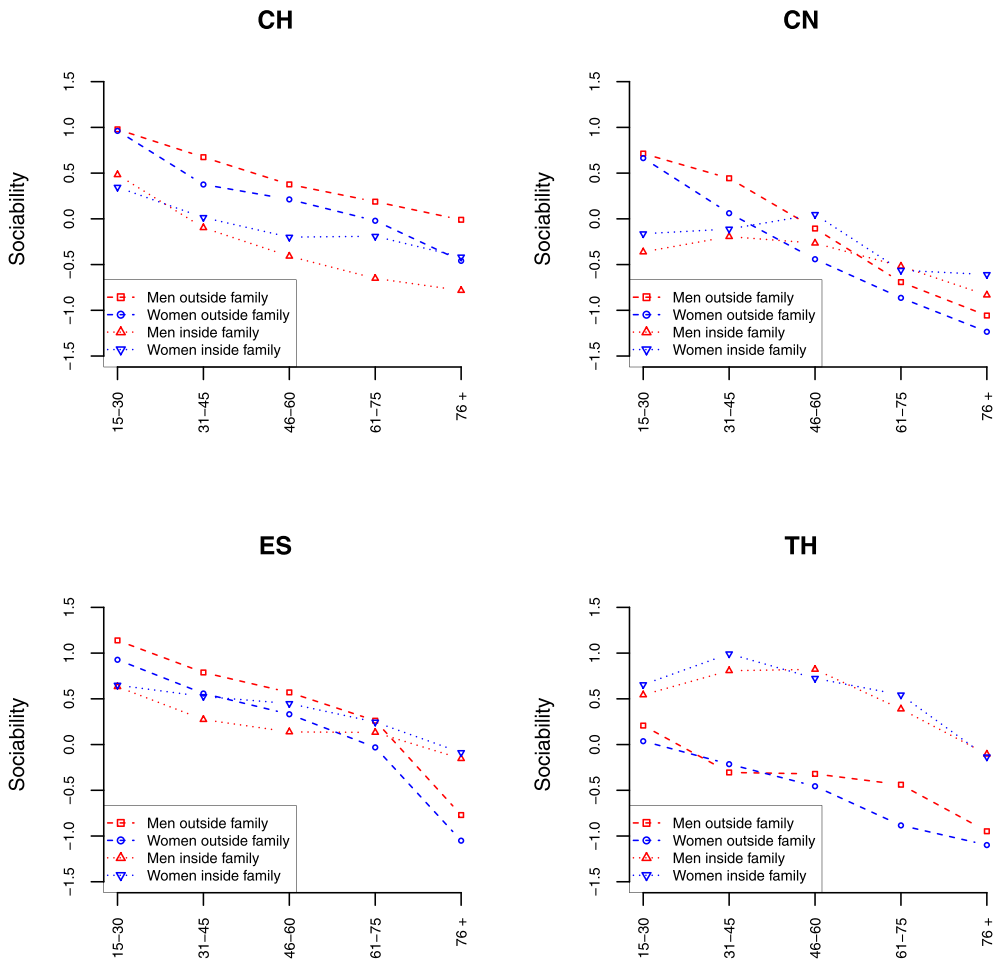 CH
Sociability
1.5
1.0
0.5
0.0
−0.5
−1.0
−1.5
Men outside family
Women outside family
Men inside family
Women inside family
15−30
31−45
46−60
61−75
76 +
CN
Sociability
1.5
1.0
0.5
0.0
−0.5
−1.0
−1.5
Men outside family
Women outside family
Men inside family
Women inside family
15−30
31−45
46−60
61−75
76 +
ES
Sociability
1.5
1.0
0.5
0.0
−0.5
−1.0
−1.5
Men outside family
Women outside family
Men inside family
Women inside family
15−30
31−45
46−60
61−75
76 +
TH
Sociability
1.5
1.0
0.5
0.0
−0.5
−1.0
−1.5
Men outside family
Women outside family
Men inside family
Women inside family
15−30
31−45
46−60
61−75
76 +